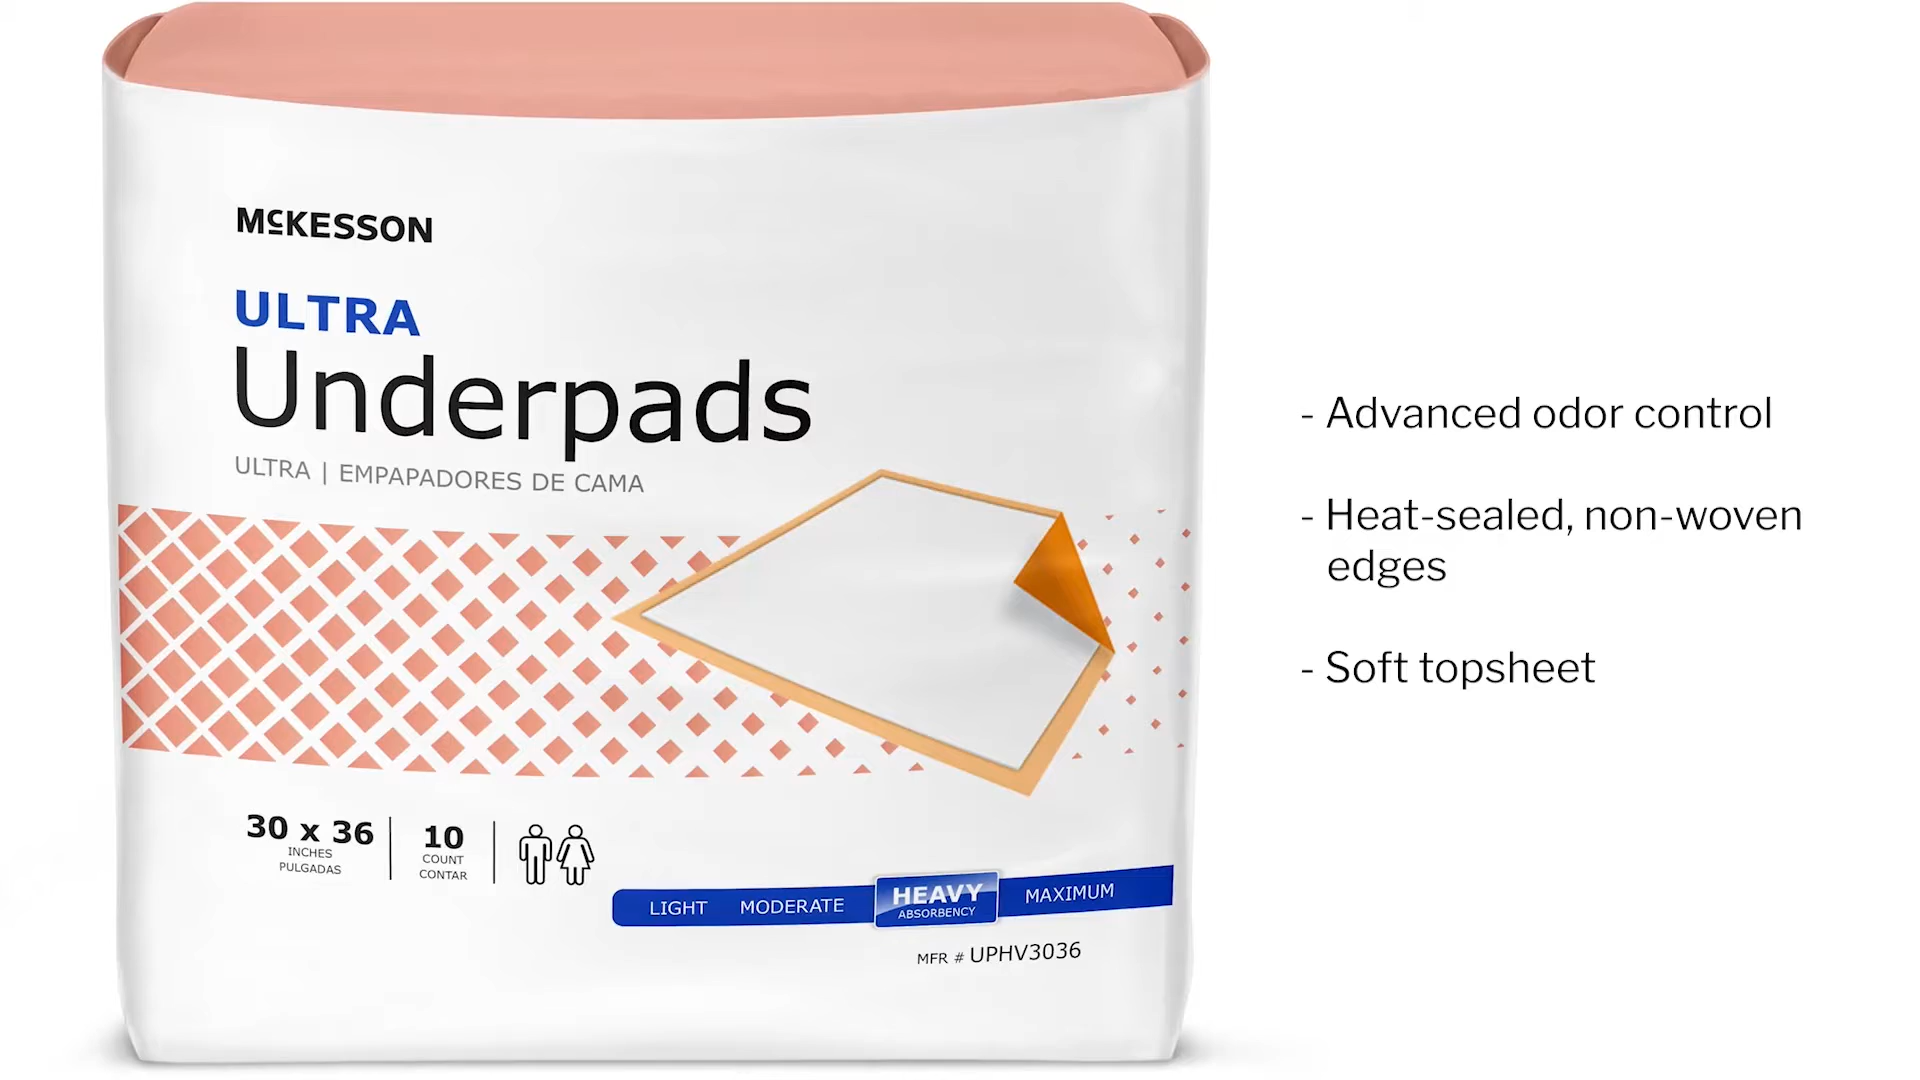 McKESSON
ULTRA
Underpads
ULTRA | EMPAPADORES DE CAMA
30 x 36
INCHES
PULGADAS
10
COUNT
CONTAR
LIGHT MODERATE HEAVY ABSORBENCY MAXIMUM
MFR # UPHV3036
- Advanced odor control
- Heat-sealed, non-woven
edges
- Soft topsheet